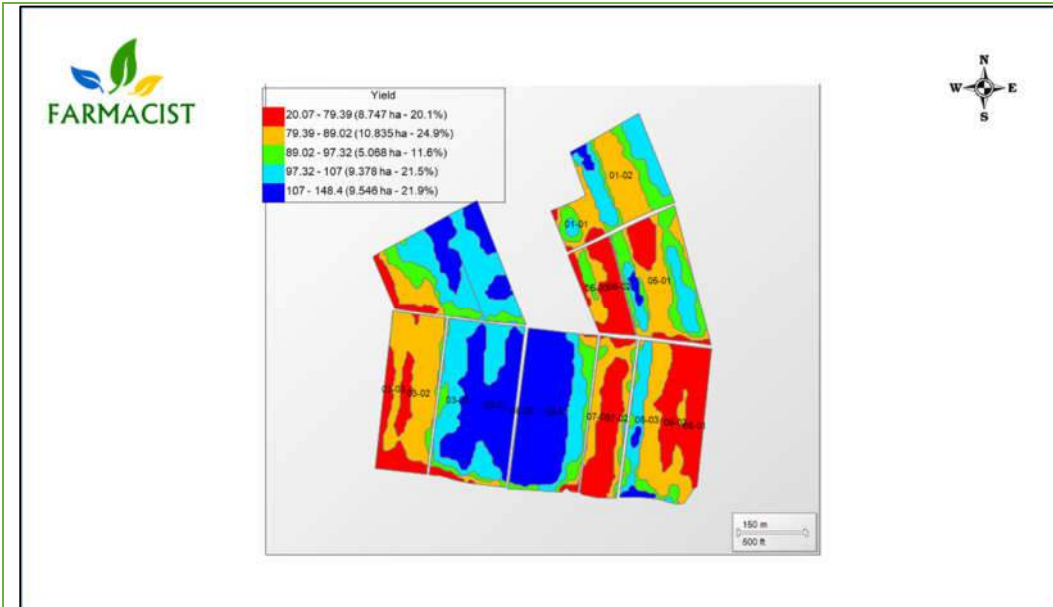 FARMACIST
N
W E
S
Yield
20.07 - 79.39 (8.747 ha - 20.1%)
79.39 - 89.02 (10.835 ha - 24.9%)
89.02 - 97.32 (5.068 ha - 11.6%)
97.32 - 107 (9.378 ha - 21.5%)
107 - 148.4 (9.546 ha - 21.9%)
01-02
01-01
05-01
03-02
150 m
500 ft